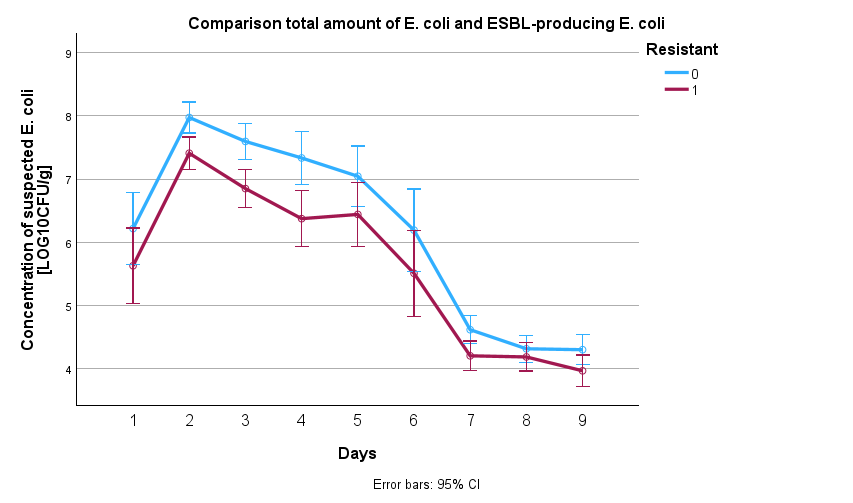 Comparison total amount of E. coli and ESBL-producing E. coli
Resistant
0
1
Concentration of suspected E. coli
[LOG10CFU/g]
9
8
7
6
5
4
1 2 3 4 5 6 7 8 9
Days
Error bars: 95% CI